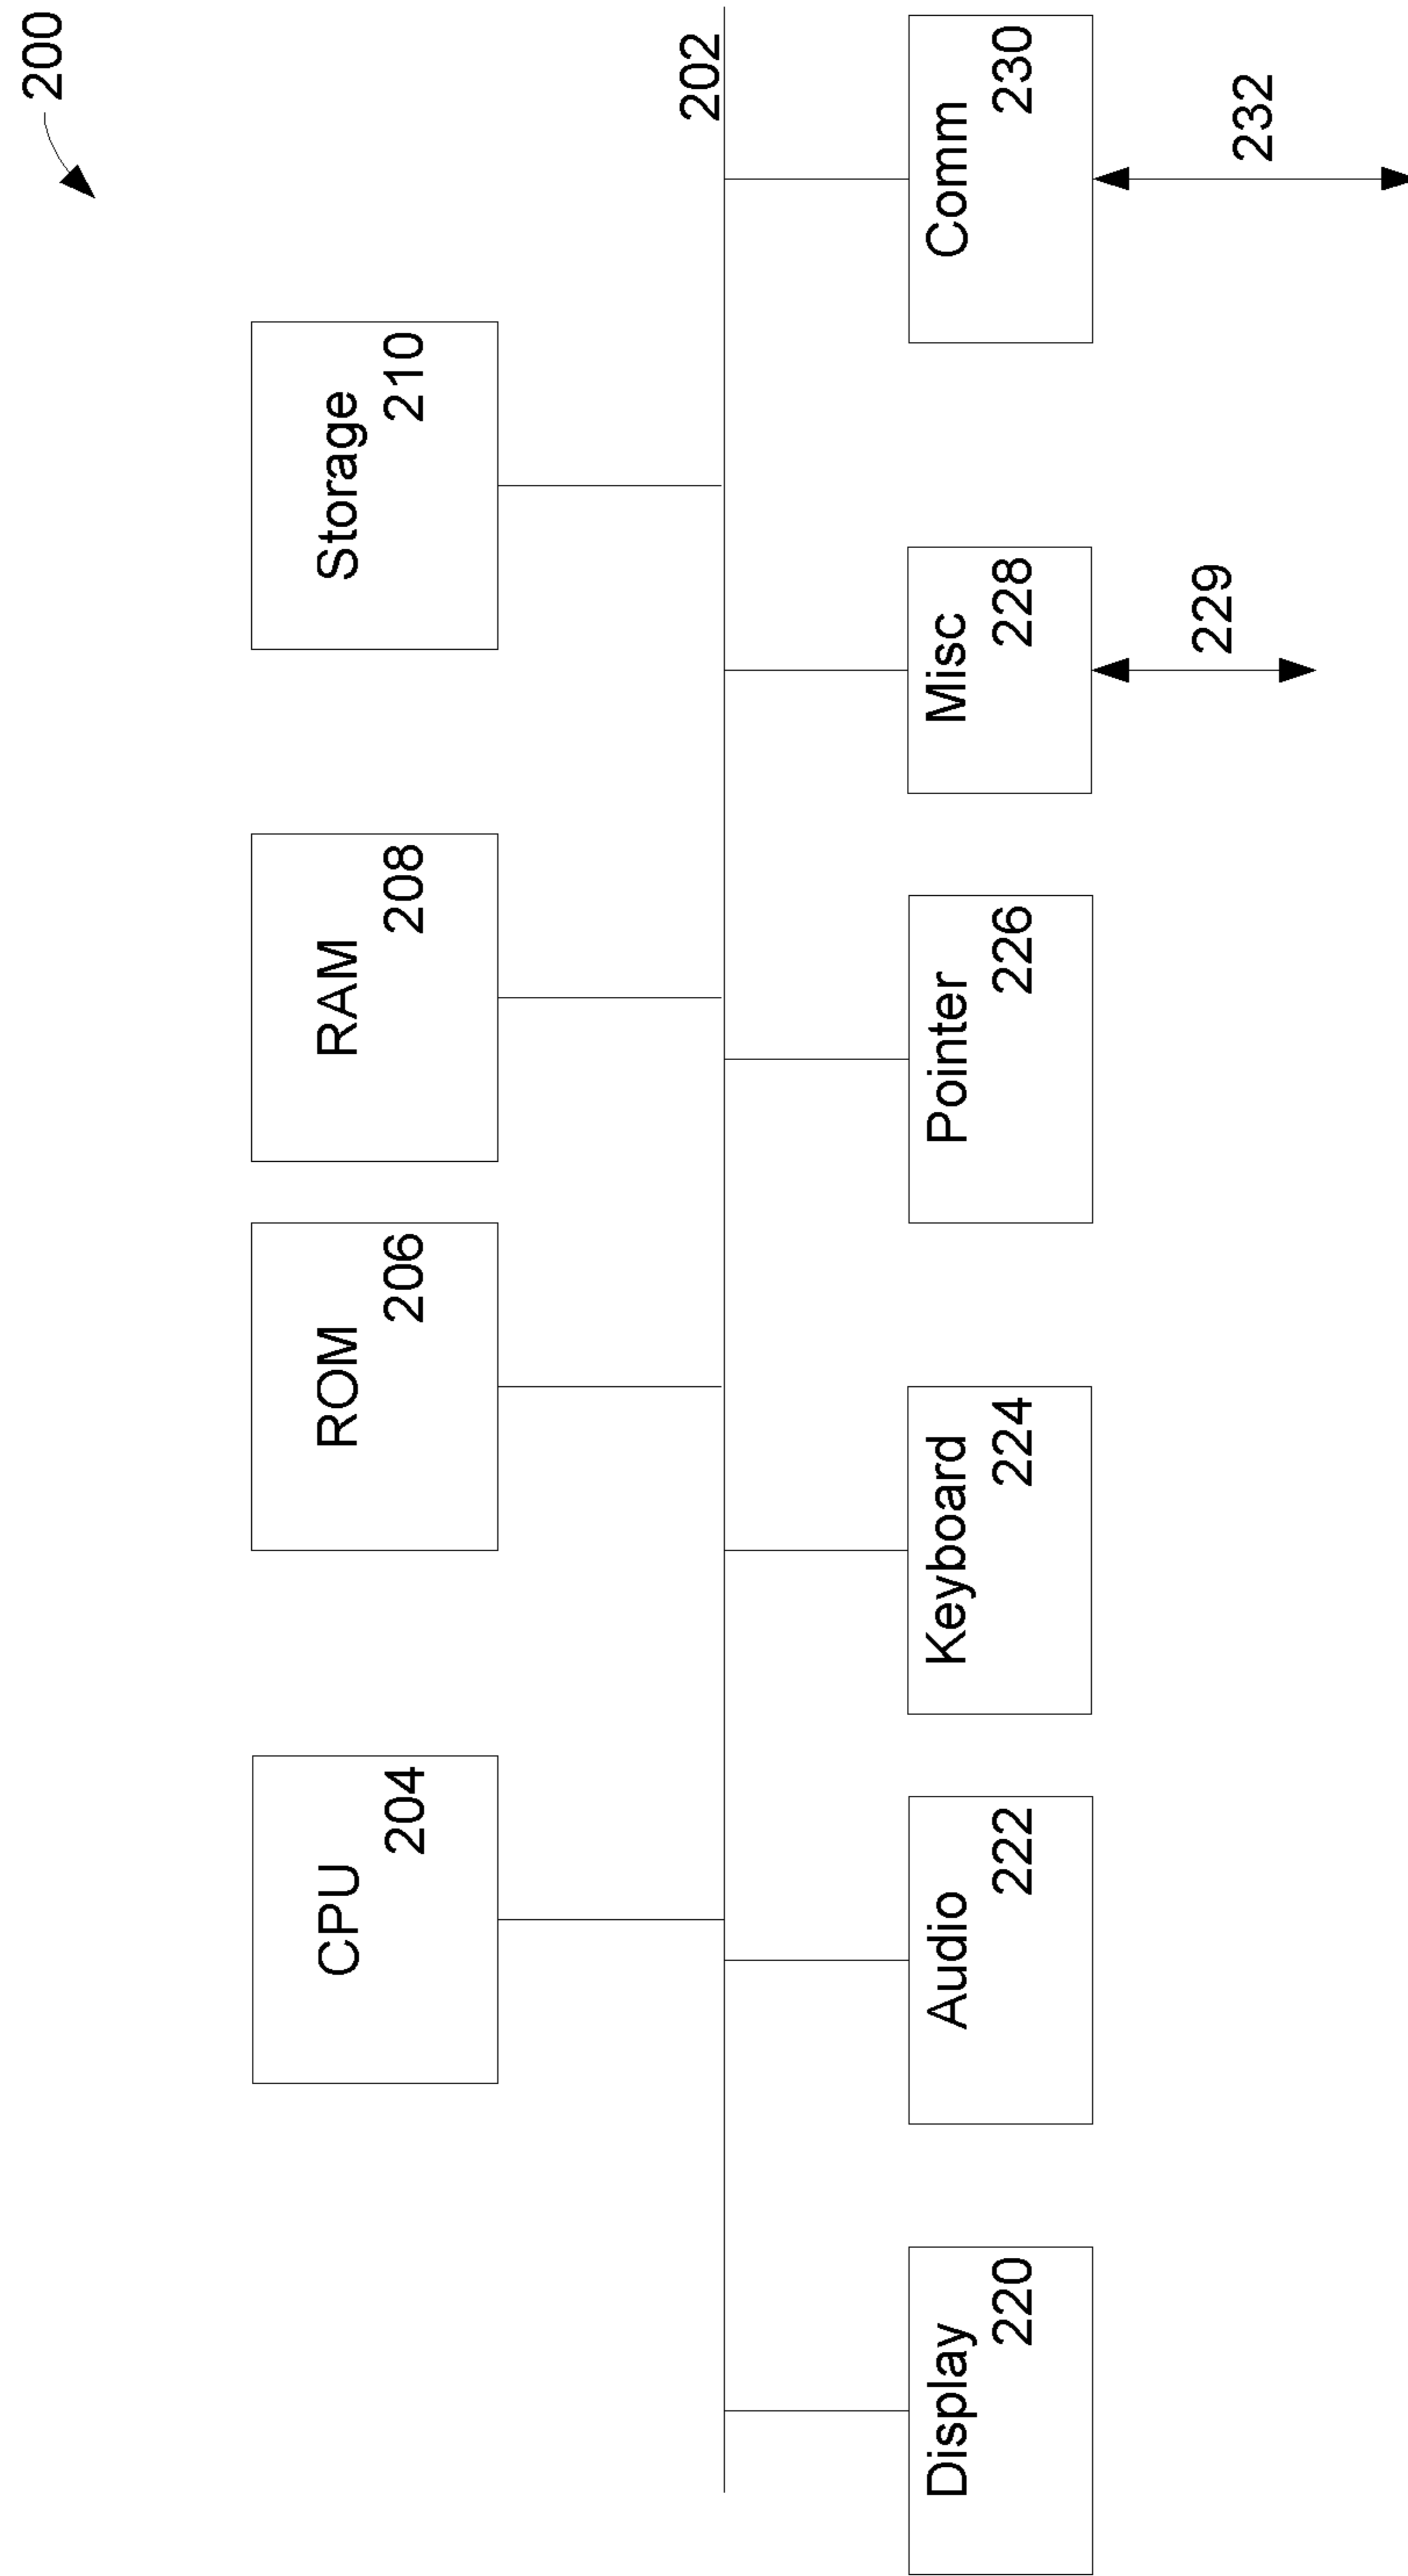 200
CPU
204
ROM
206
RAM
208
Storage
210
202
Display
220
Audio
222
Keyboard
224
Pointer
226
Misc
228
Comm
230
229
232